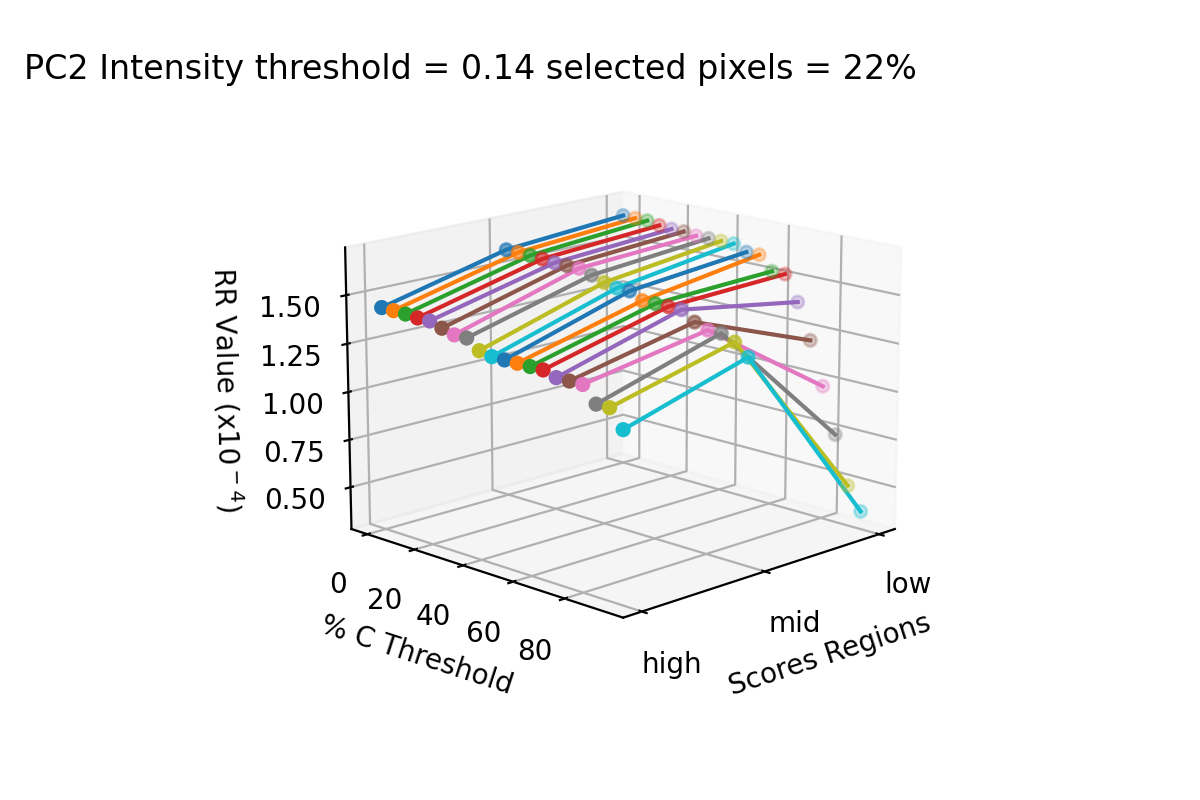 PC2 Intensity threshold = 0.14 selected pixels = 22%
RR Value (x10⁻⁴)
1.50
1.25
1.00
0.75
0.50
0
20
40
60
80
% C Threshold
high
mid
low
Scores Regions